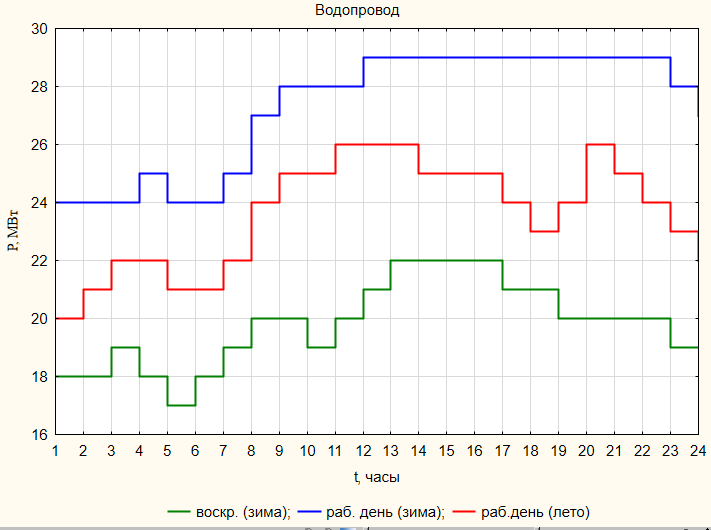 Водопровод
30
28
26
24
22
20
18
16
P. МВт
1 2 3 4 5 6 7 8 9 10 11 12 13 14 15 16 17 18 19 20 21 22 23 24
t, часы
воскр. (зима); раб. день (зима); раб.день (лето)